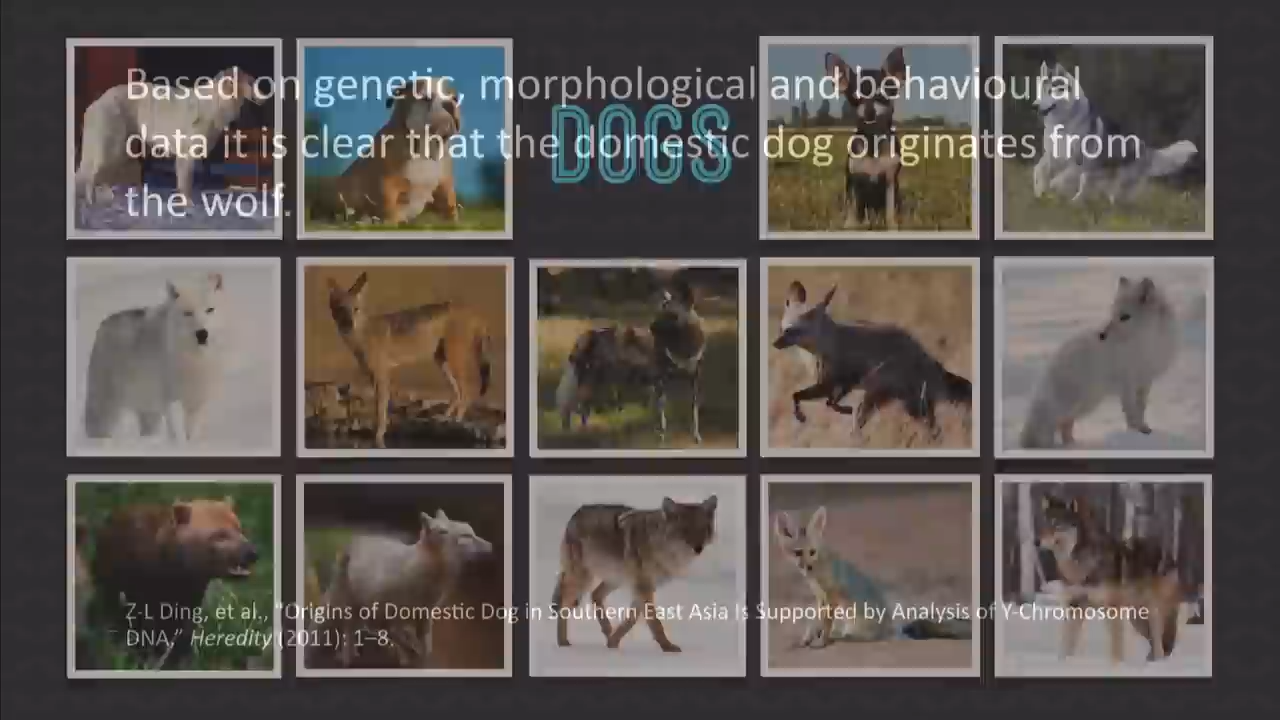 Based on genetic, morphological and behavioural
DOGS
data it is clear that the domestic dog originates from
the wolf.
Z-L Ding, et al., "Origins of Domestic Dog in Southern East Asia Is Supported by Analysis of Y-Chromosome
DNA," Heredity (2011): 1–8.